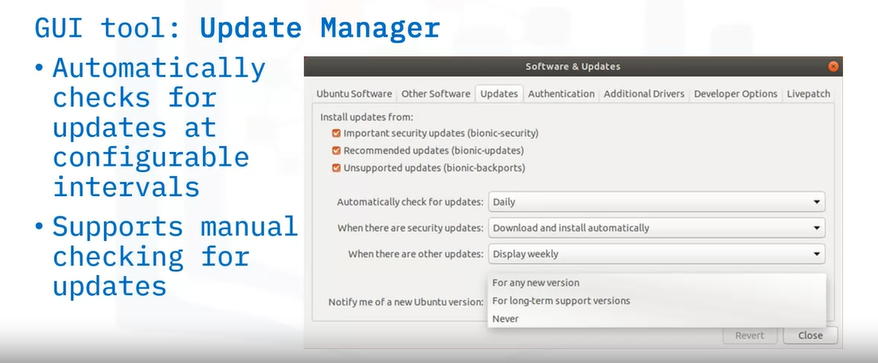 GUI tool: Update Manager
• Automatically
checks for
updates at
configurable
intervals
• Supports manual
checking for
updates
Software & Updates
Ubuntu Software Other Software Updates Authentication Additional Drivers Developer Options Livepatch
Install updates from:
Important security updates (bionic-security)
Recommended updates (bionic-updates)
Unsupported updates (bionic-backports)
Automatically check for updates: Daily
When there are security updates: Download and install automatically
When there are other updates: Display weekly
For any new version
Notify me of a new Ubuntu version: For long-term support versions
Never
Revert Close